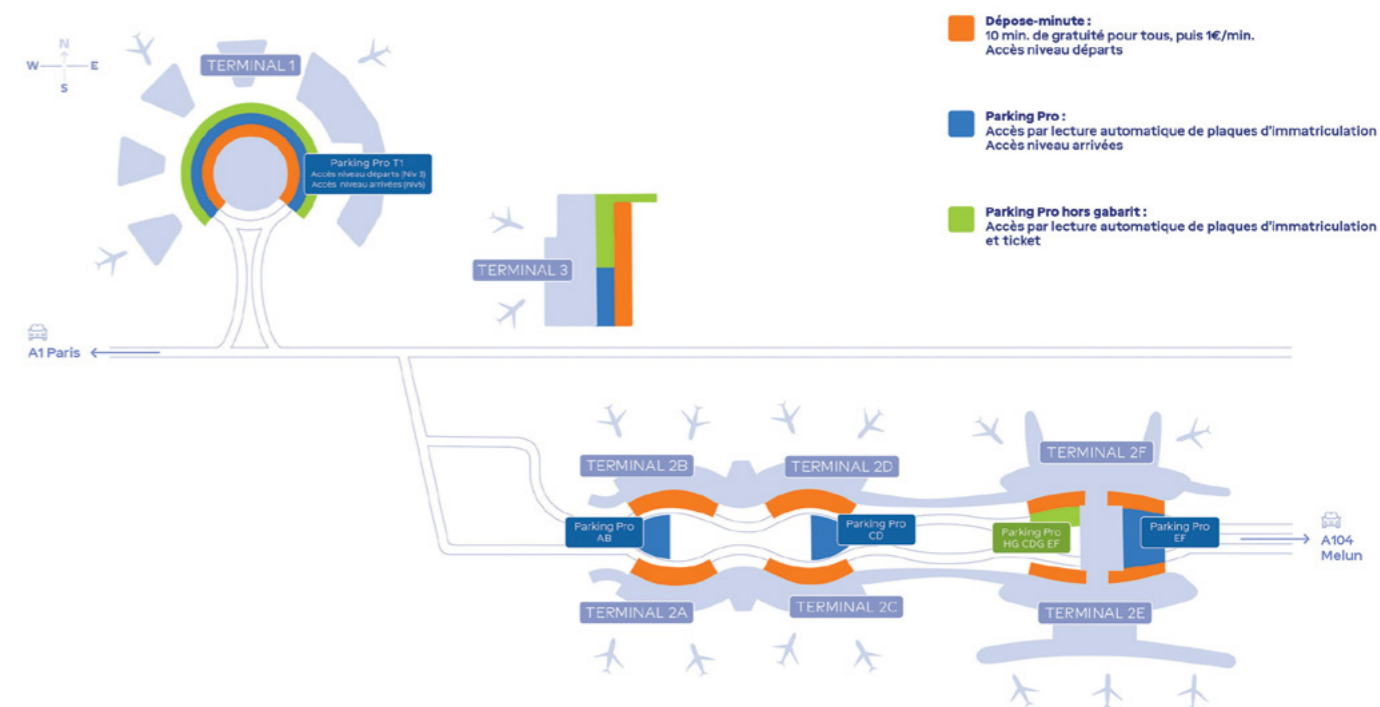 N
W E
S
TERMINAL 1
Parking Pro T1
Accès niveau départs (Niv 3)
Accès niveau arrivées (niv5)
Dépose-minute :
10 min. de gratuité pour tous, puis 1€/min.
Accès niveau départs
Parking Pro :
Accès par lecture automatique de plaques d'immatriculation
Accès niveau arrivées
Parking Pro hors gabarit :
Accès par lecture automatique de plaques d'immatriculation
et ticket
TERMINAL 3
A1 Paris
TERMINAL 2B
TERMINAL 2D
TERMINAL 2F
Parking Pro
AB
Parking Pro
CD
Parking Pro
HG CDG EF
Parking Pro
EF
A104
Melun
TERMINAL 2A
TERMINAL 2C
TERMINAL 2E